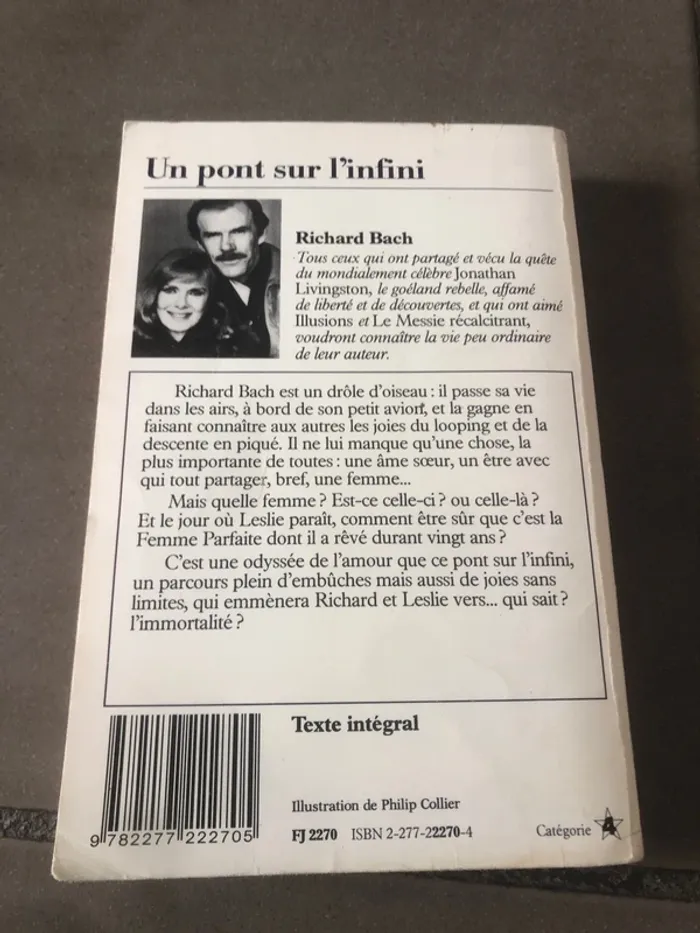 Un pont sur l'infini
Richard Bach
Tous ceux qui ont partagé et vécu la quête
du mondialement célèbre Jonathan
Livingston, le goéland rebelle, affamé
de liberté et de découvertes, et qui ont aimé
Illusions et Le Messie récalcitrant,
voudront connaître la vie peu ordinaire
de leur auteur.
Richard Bach est un drôle d'oiseau : il passe sa vie
dans les airs, à bord de son petit avion, et la gagne en
faisant connaître aux autres les joies du looping et de la
descente en piqué. Il ne lui manque qu'une chose, la
plus importante de toutes : une âme sœur, un être avec
qui tout partager, bref, une femme...
Mais quelle femme ? Est-ce celle-ci ? ou celle-là ?
Et le jour où Leslie paraît, comment être sûr que c'est la
Femme Parfaite dont il a rêvé durant vingt ans ?
C'est une odyssée de l'amour que ce pont sur l'infini,
un parcours plein d'embûches mais aussi de joies sans
limites, qui emmènera Richard et Leslie vers... qui sait ?
l'immortalité ?
Texte intégral
Illustration de Philip Collier
9 782277 222705
FJ 2270 ISBN 2-277-22270-4
Catégorie 4